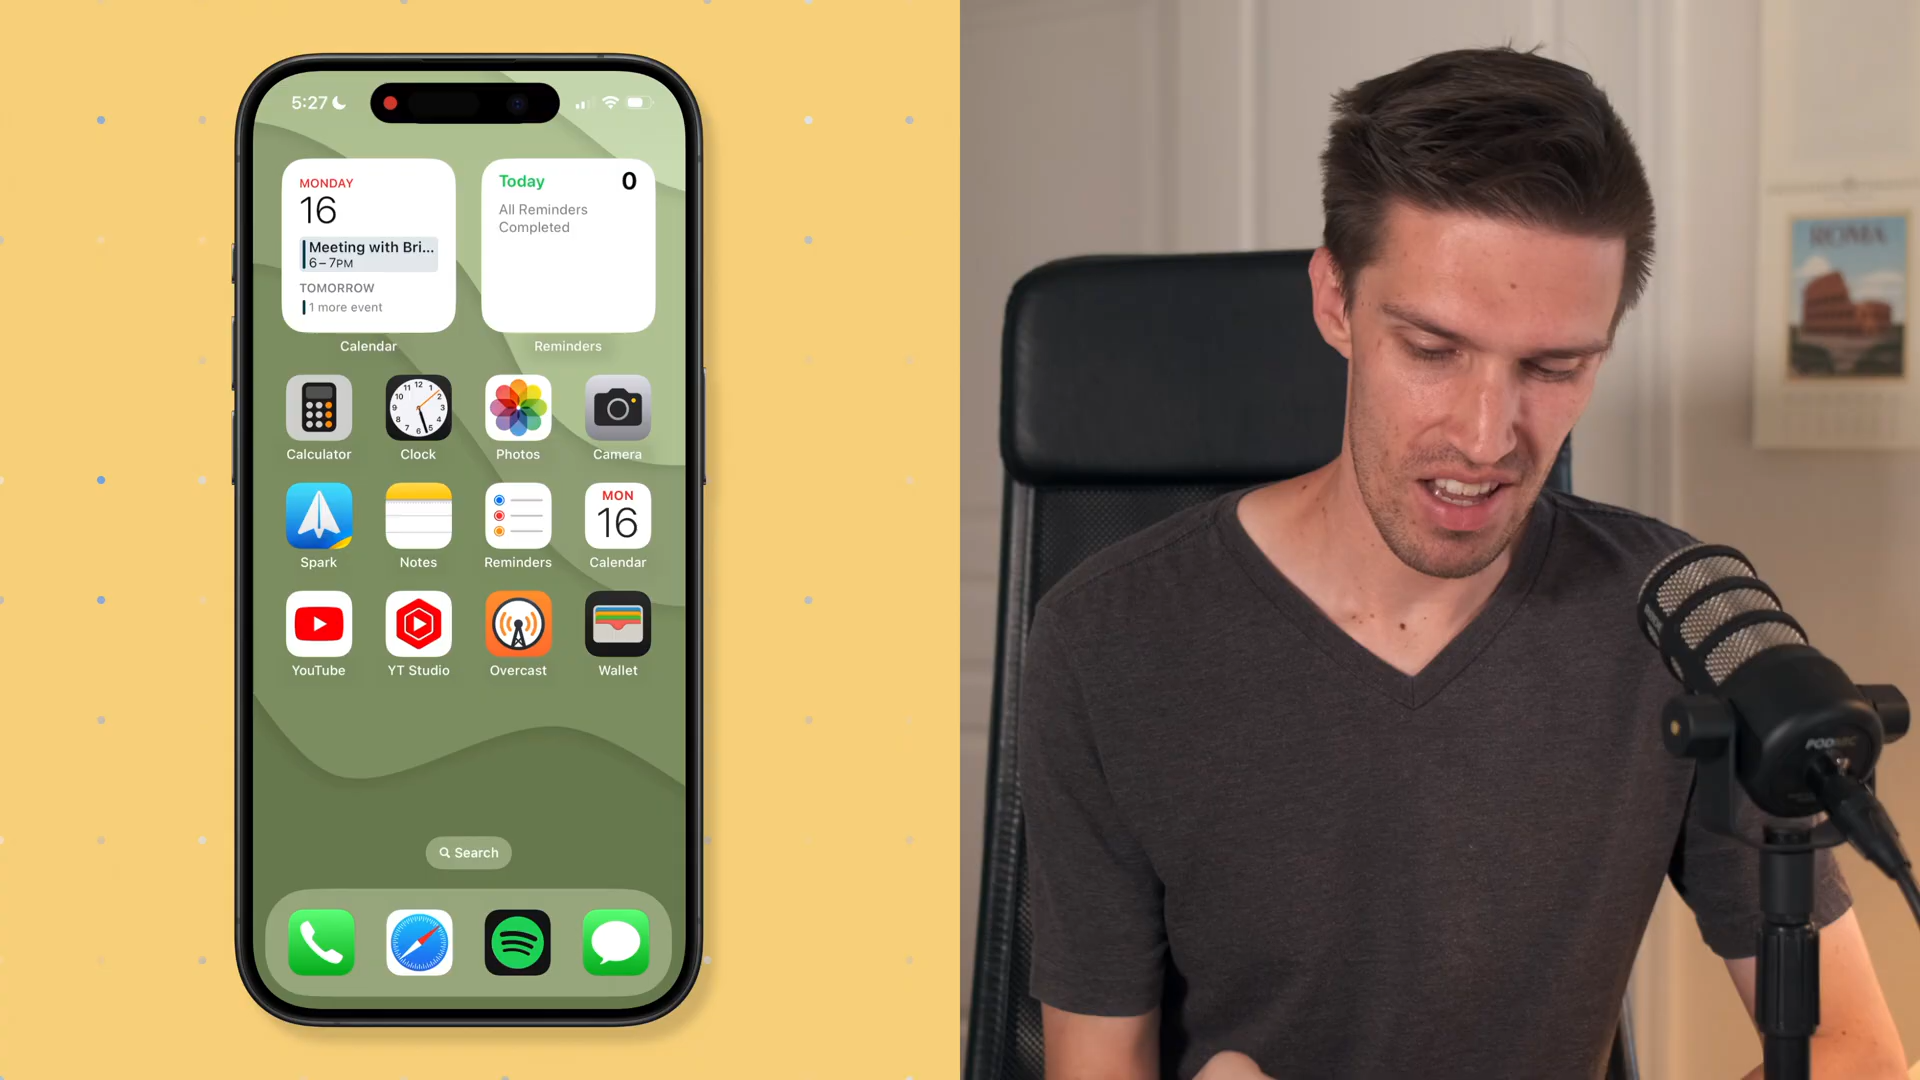 5:27
MONDAY
16
Meeting with Bri...
6–7PM
TOMORROW
1 more event
Calendar
Today
0
All Reminders
Completed
Reminders
Calculator
Clock
Photos
Camera
MON
16
Spark
Notes
Reminders
Calendar
YouTube
YT Studio
Overcast
Wallet
Search
ROMA